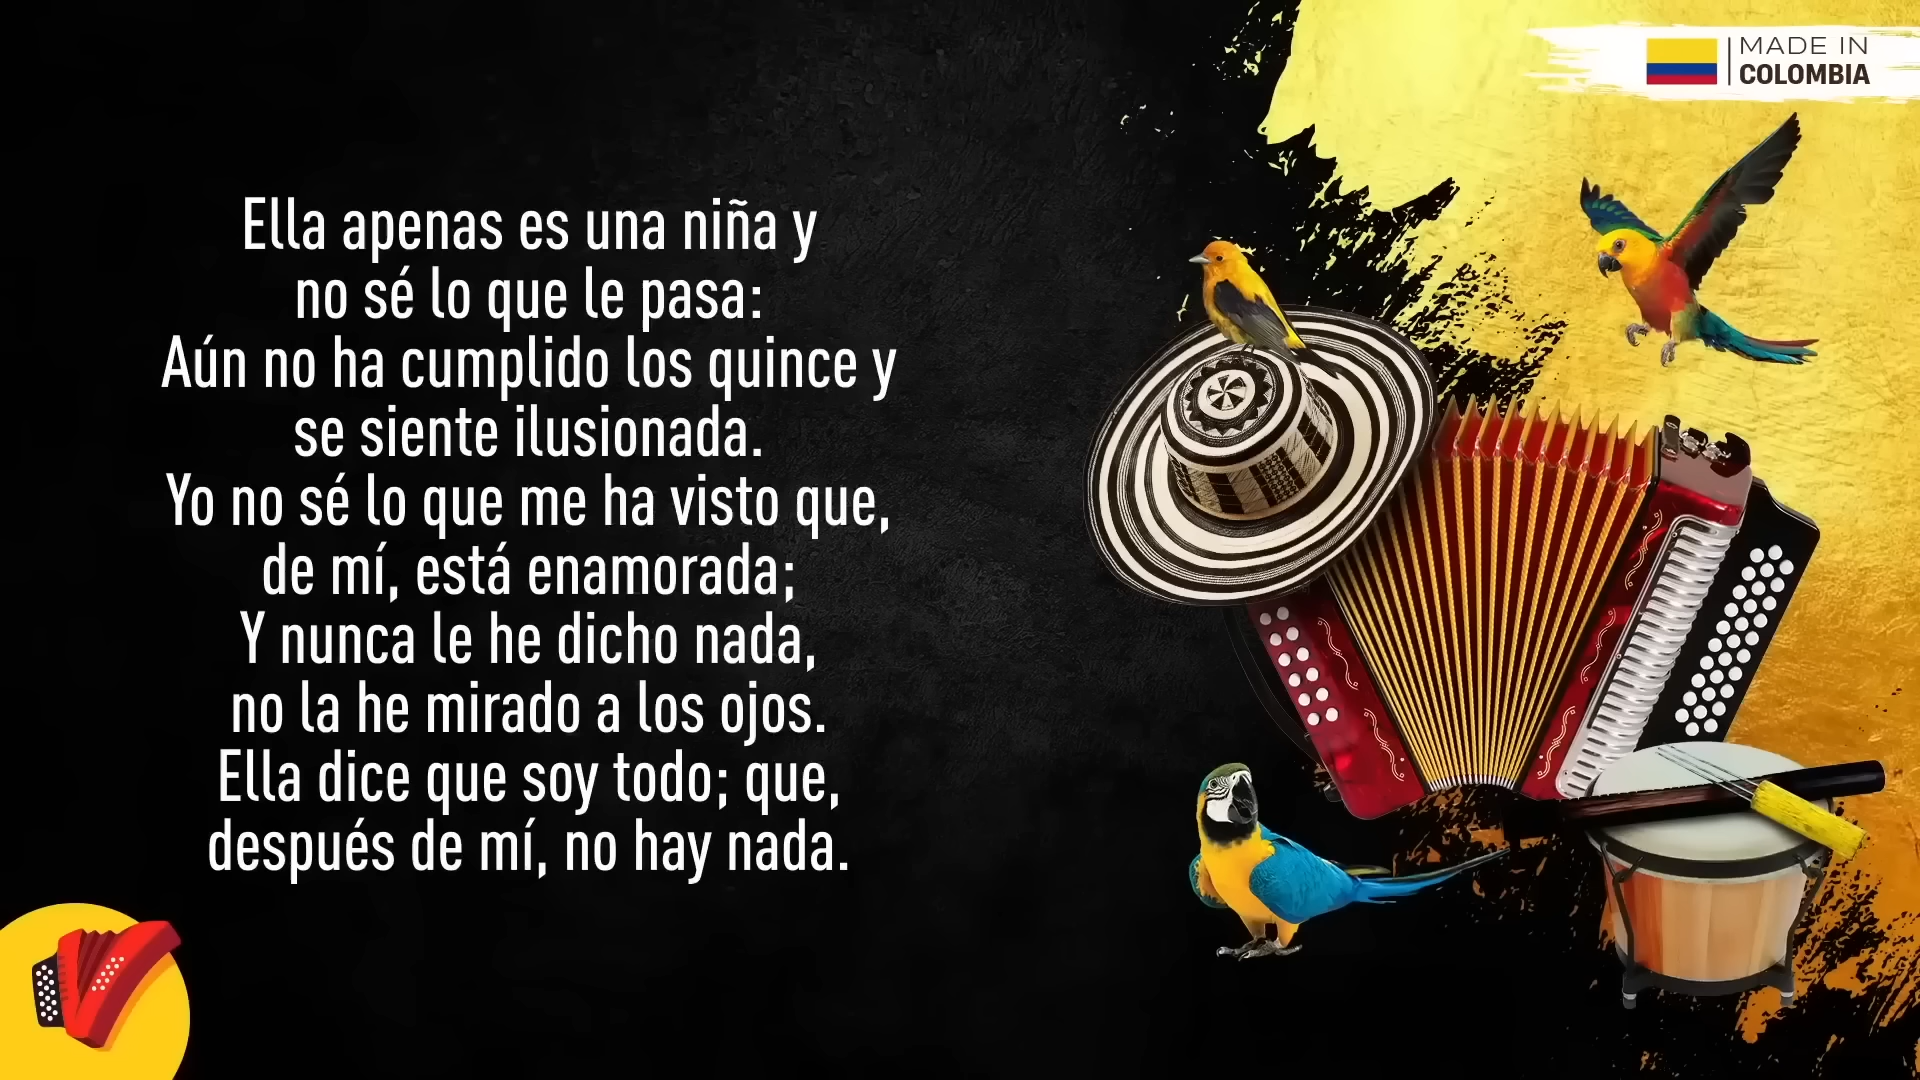 MADE IN
COLOMBIA
Ella apenas es una niña y
no sé lo que le pasa:
Aún no ha cumplido los quince y
se siente ilusionada.
Yo no sé lo que me ha visto que,
de mí, está enamorada;
Y nunca le he dicho nada,
no la he mirado a los ojos.
Ella dice que soy todo; que,
después de mí, no hay nada.